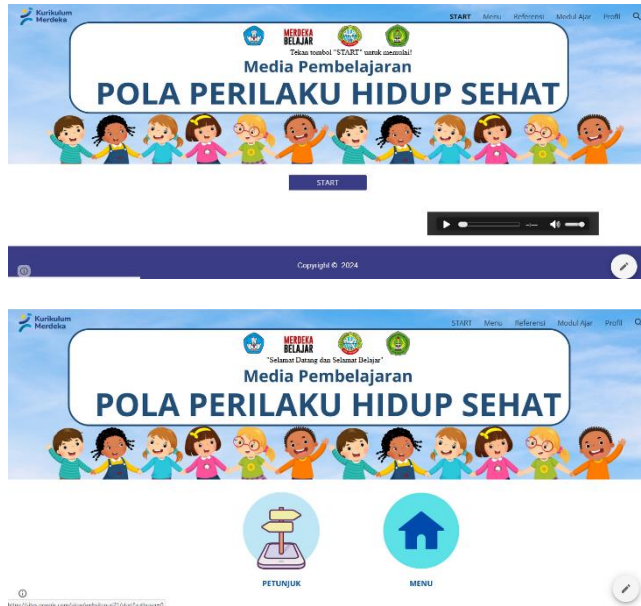 Kurikulum
Merdeka
START Menu Referensi Modul Ajar Profil
MERDEKA
BELAJAR
Tekan tombol "START" untuk memulai!
Media Pembelajaran
POLA PERILAKU HIDUP SEHAT
START
Copyright © 2024
Kurikulum
Merdeka
START Menu Referensi Modul Ajar Profil
MERDEKA
BELAJAR
"Selamat Datang dan Selamat Belajar"
Media Pembelajaran
POLA PERILAKU HIDUP SEHAT
PETUNJUK MENU